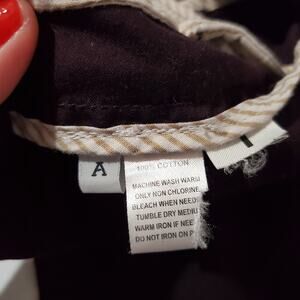 A
100% COTTON
MACHINE WASH WARM
ONLY NON CHLORINE
BLEACH WHEN NEED
TUMBLE DRY MEDIU
WARM IRON IF NEE
DO NOT IRON ON P